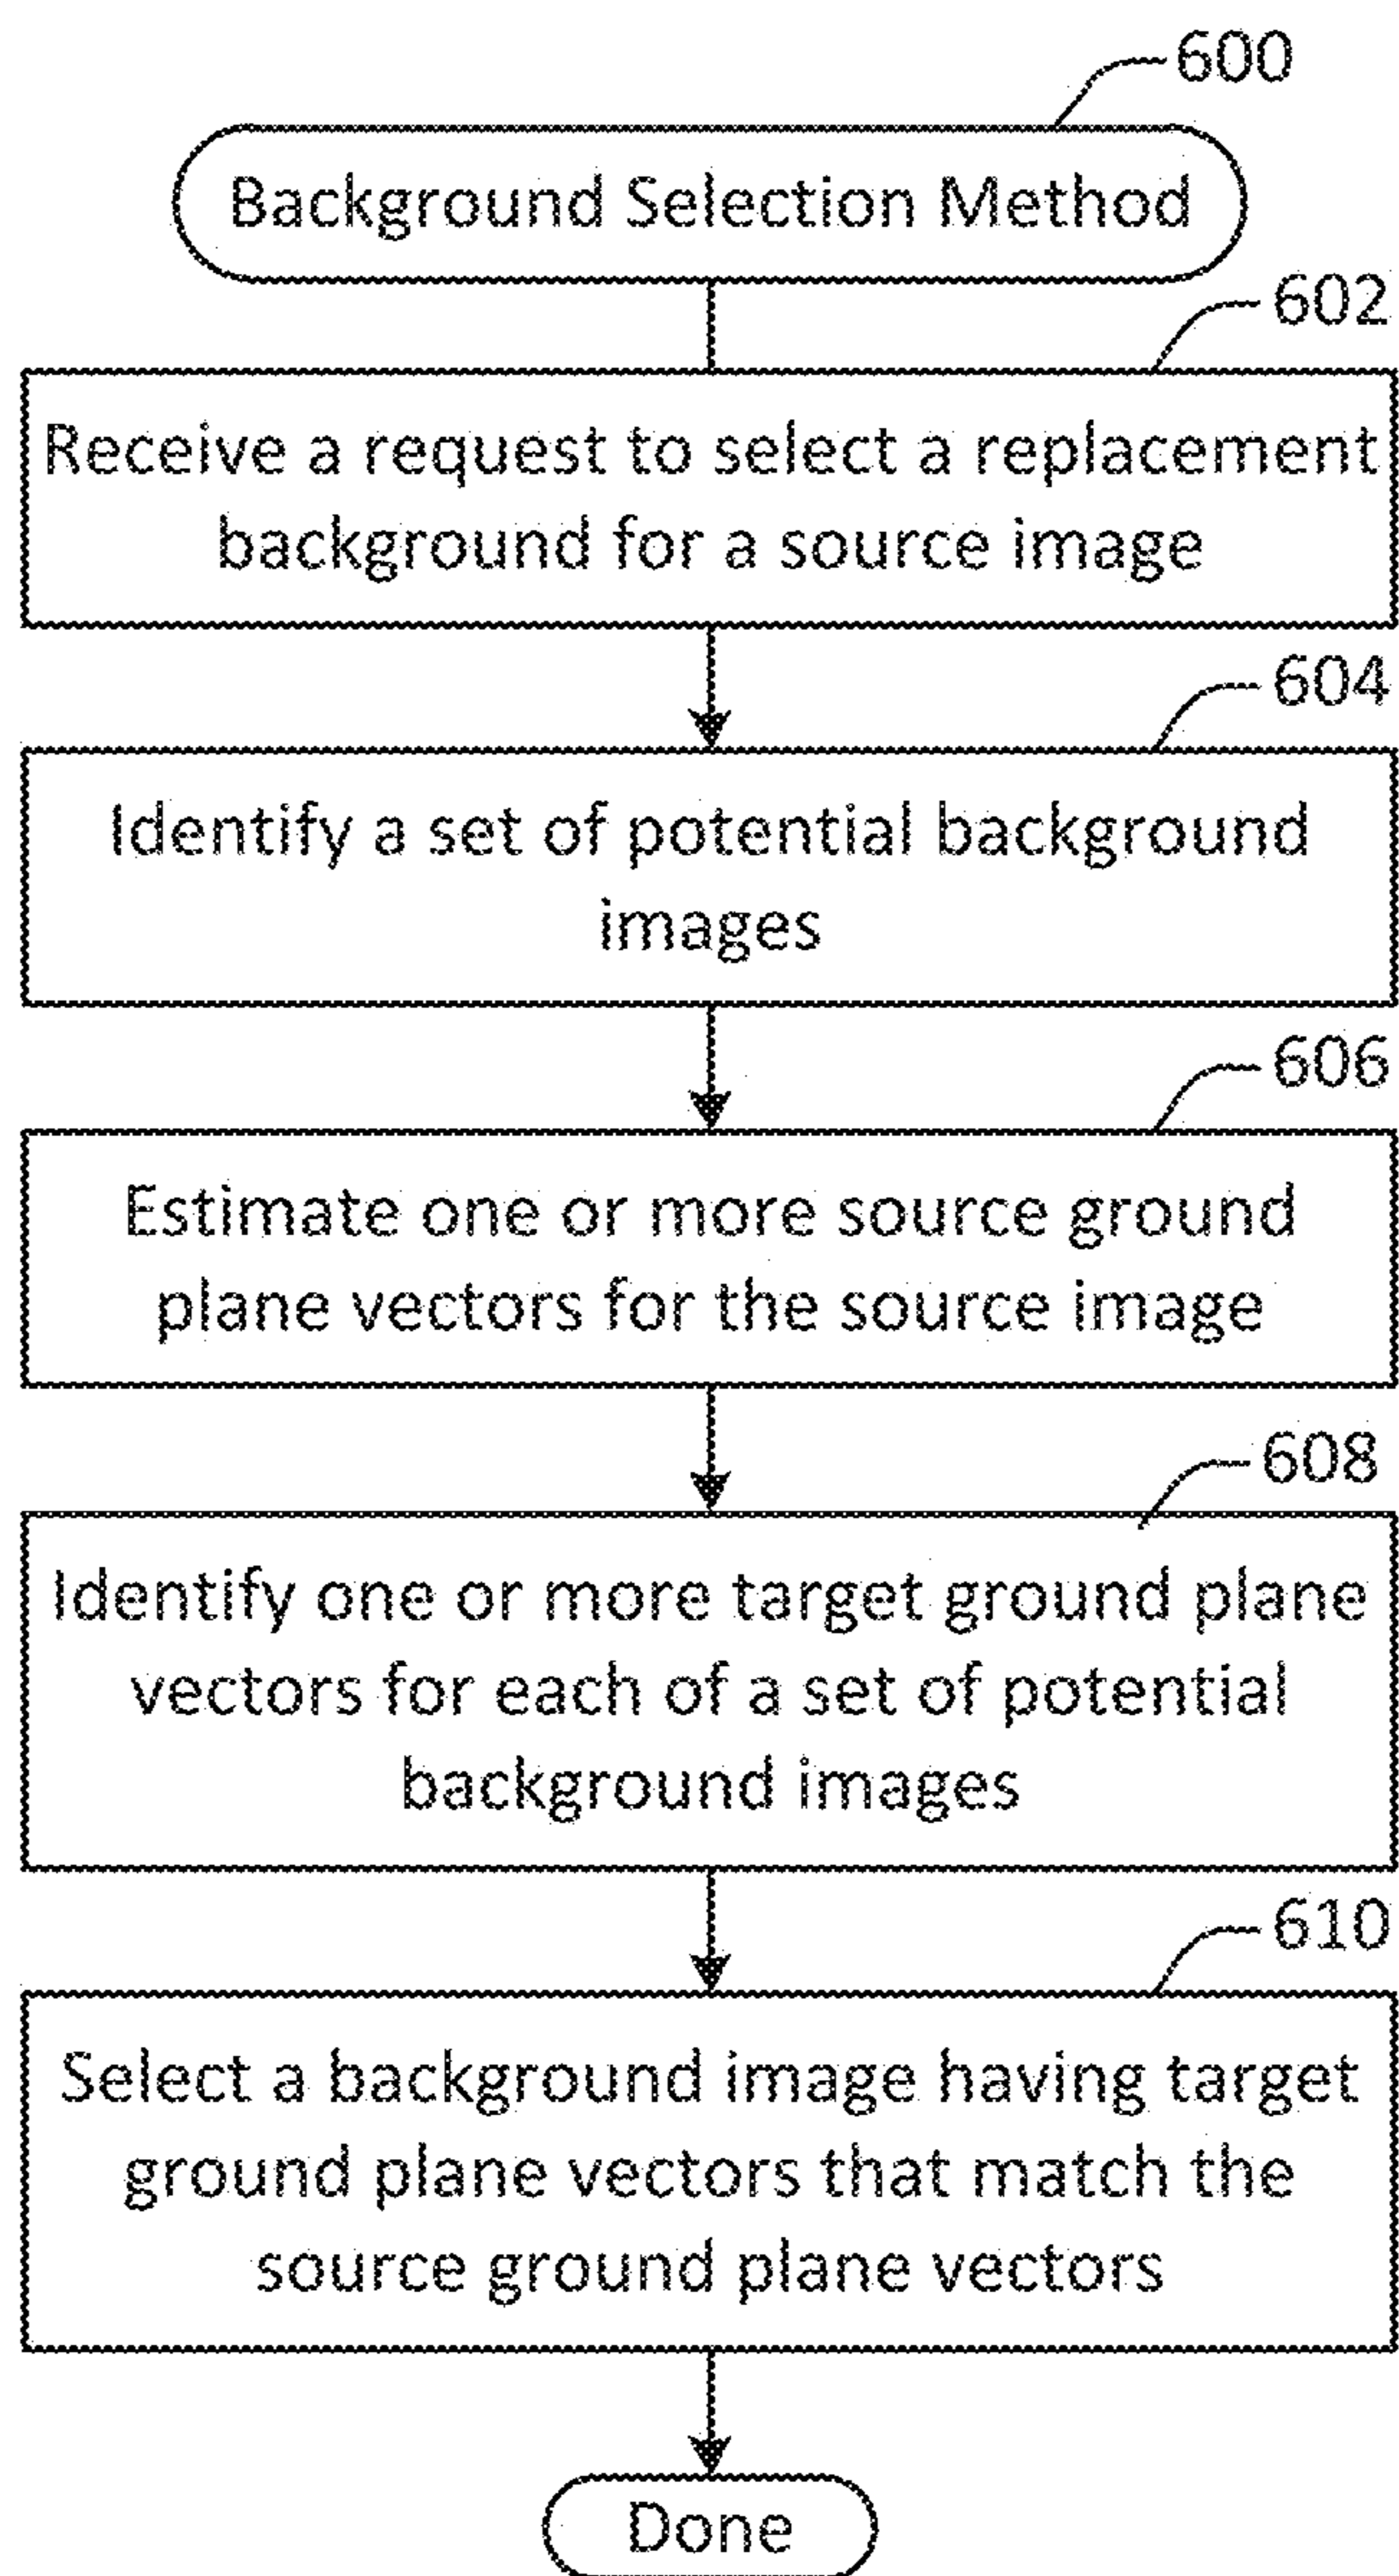 600
Background Selection Method
602
Receive a request to select a replacement
background for a source image
604
Identify a set of potential background
images
606
Estimate one or more source ground
plane vectors for the source image
608
Identify one or more target ground plane
vectors for each of a set of potential
background images
610
Select a background image having target
ground plane vectors that match the
source ground plane vectors
Done